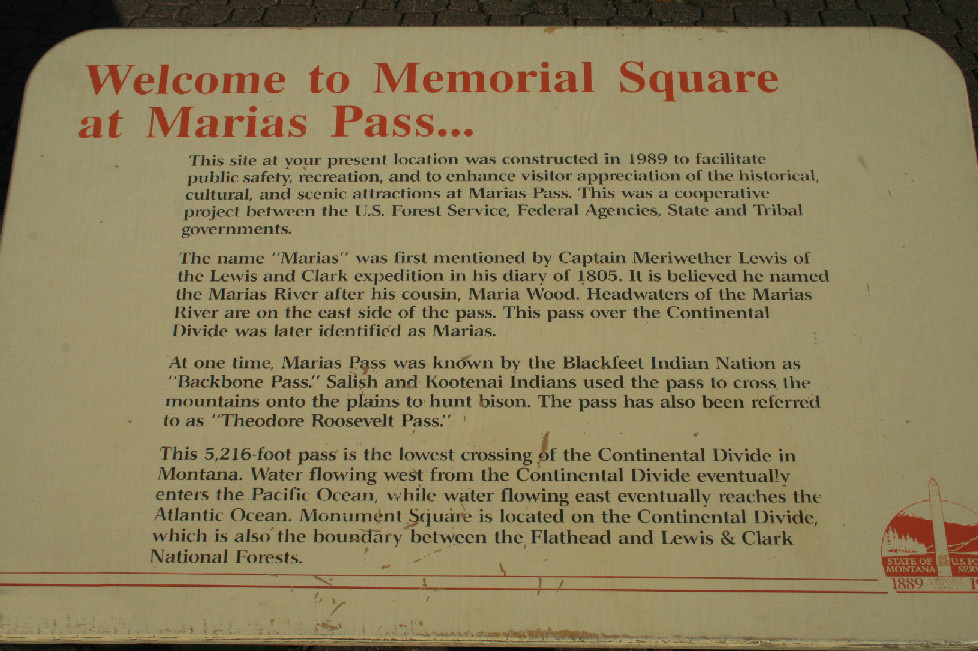 Welcome to Memorial Square
at Marias Pass...
This site at your present location was constructed in 1989 to facilitate
public safety, recreation, and to enhance visitor appreciation of the historical,
cultural, and scenic attractions at Marias Pass. This was a cooperative
project between the U.S. Forest Service, Federal Agencies, State and Tribal
governments.
The name "Marias" was first mentioned by Captain Meriwether Lewis of
the Lewis and Clark expedition in his diary of 1805. It is believed he named
the Marias River after his cousin, Maria Wood. Headwaters of the Marias
River are on the east side of the pass. This pass over the Continental
Divide was later identified as Marias.
At one time, Marias Pass was known by the Blackfeet Indian Nation as
"Backbone Pass." Salish and Kootenai Indians used the pass to cross the
mountains onto the plains to hunt bison. The pass has also been referred
to as "Theodore Roosevelt Pass."
This 5,216-foot pass is the lowest crossing of the Continental Divide in
Montana. Water flowing west from the Continental Divide eventually
enters the Pacific Ocean, while water flowing east eventually reaches the
Atlantic Ocean. Monument Square is located on the Continental Divide,
which is also the boundary between the Flathead and Lewis & Clark
National Forests.
STATE OF
MONTANA
1889
U.S. FO
SERV